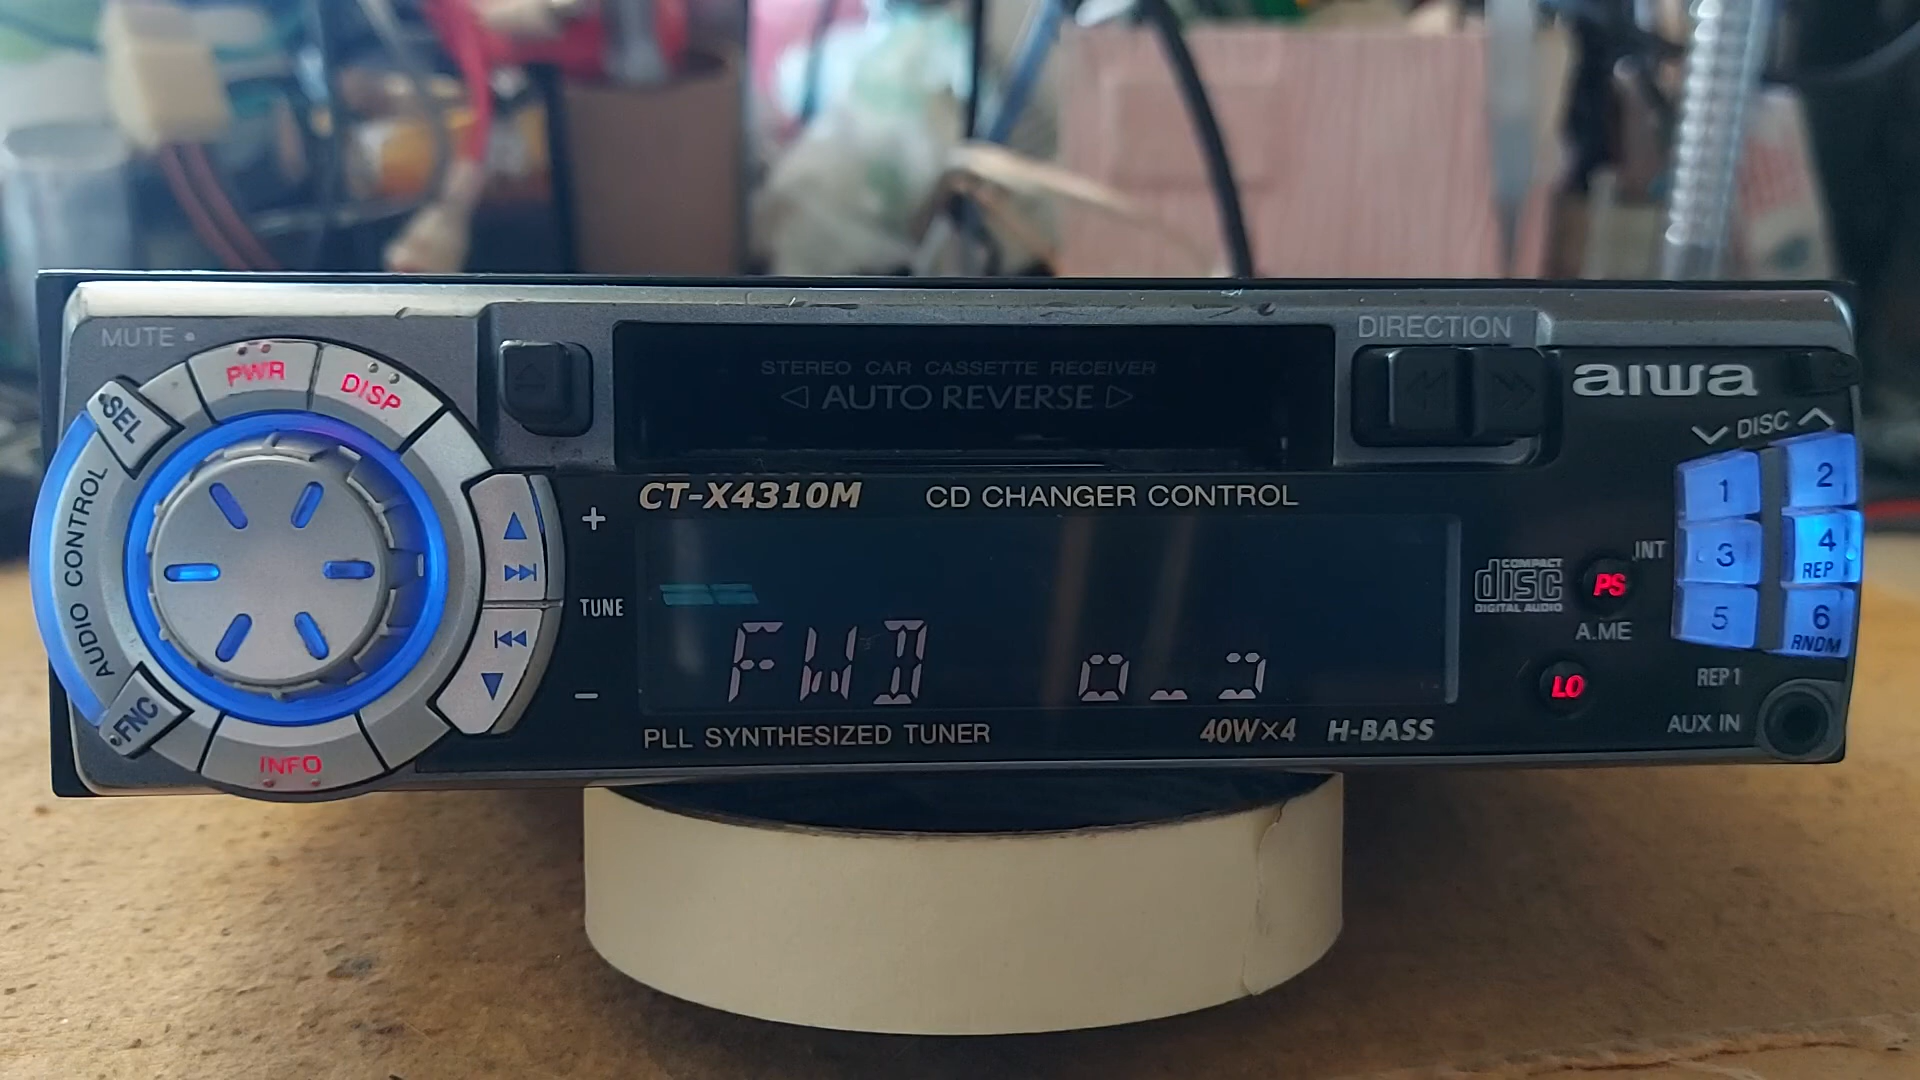 MUTE
PWR
DISP
SEL
AUDIO CONTROL
FNC
INFO
STEREO CAR CASSETTE RECEIVER
AUTO REVERSE
DIRECTION
aiwa
DISC
CT-X4310M CD CHANGER CONTROL
+
TUNE
−
FWD
PLL SYNTHESIZED TUNER
40W×4 H-BASS
COMPACT
disc
DIGITAL AUDIO
PS
INT
A.ME
LO
1
2
3
4
REP
5
6
RNDM
REP 1
AUX IN